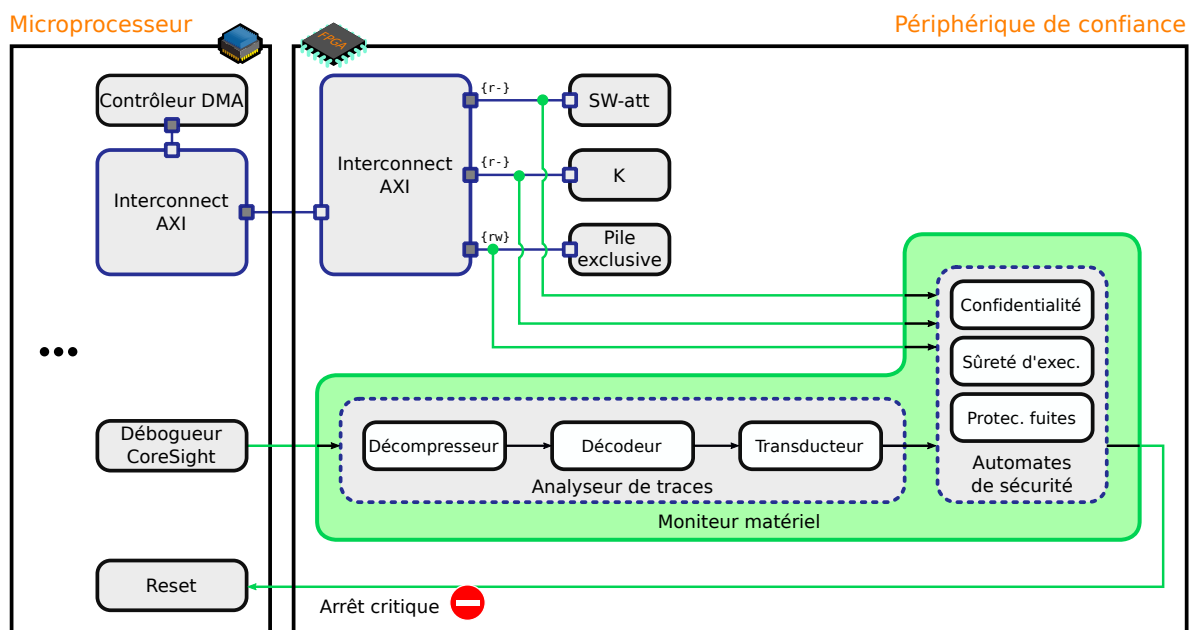 Microprocesseur
Périphérique de confiance
FPGA
Contrôleur DMA
Interconnect
AXI
Interconnect
AXI
{r-}
SW-att
{r-}
K
{rw}
Pile
exclusive
Confidentialité
Sûreté d'exec.
Protec. fuites
Automates
de sécurité
•••
Débogueur
CoreSight
Décompresseur
Décodeur
Transducteur
Analyseur de traces
Moniteur matériel
Reset
Arrêt critique